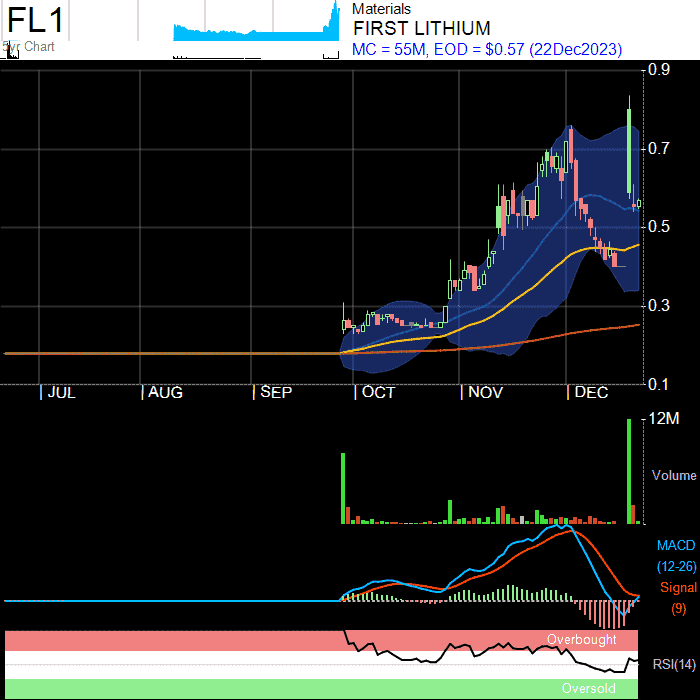 FL1
5yr Chart
Materials
FIRST LITHIUM
MC = 55M, EOD = $0.57 (22Dec2023)
0.9
0.7
0.5
0.3
0.1
JUL
AUG
SEP
OCT
NOV
DEC
12M
Volume
MACD
(12-26)
Signal
(9)
Overbought
RSI(14)
Oversold